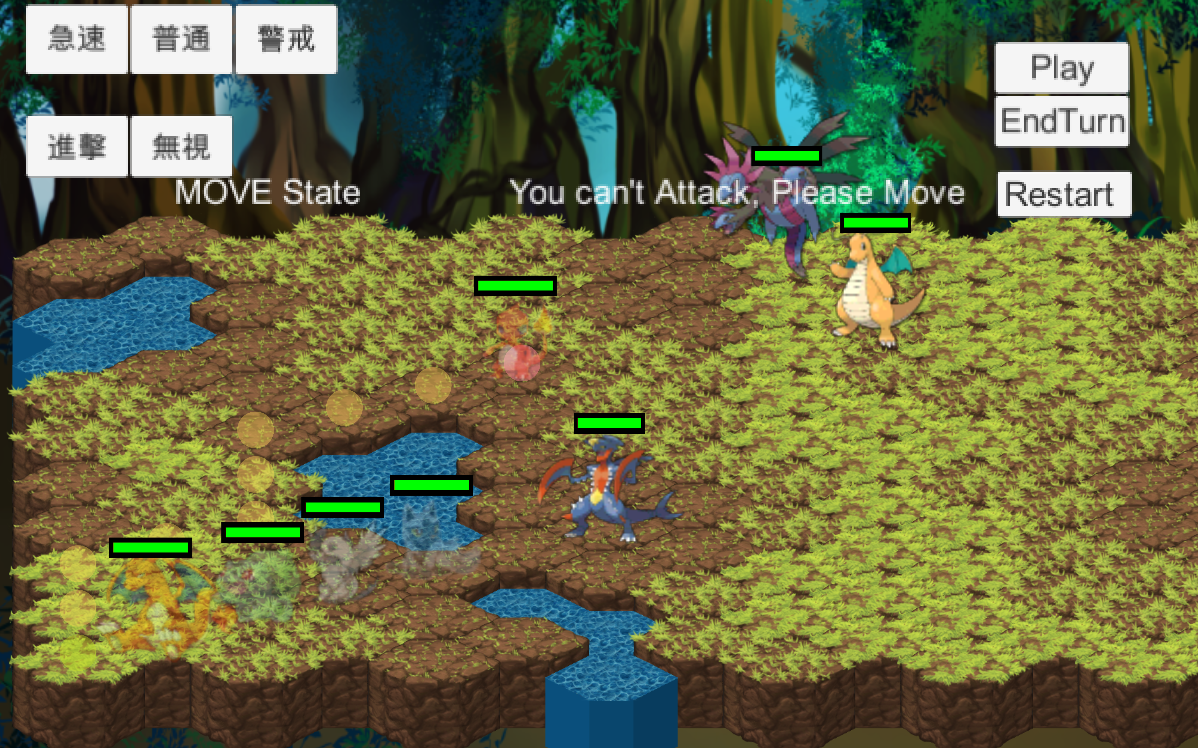 急速 普通 警戒
Play
EndTurn
進擊 無視
MOVE State
You can't Attack, Please Move
Restart